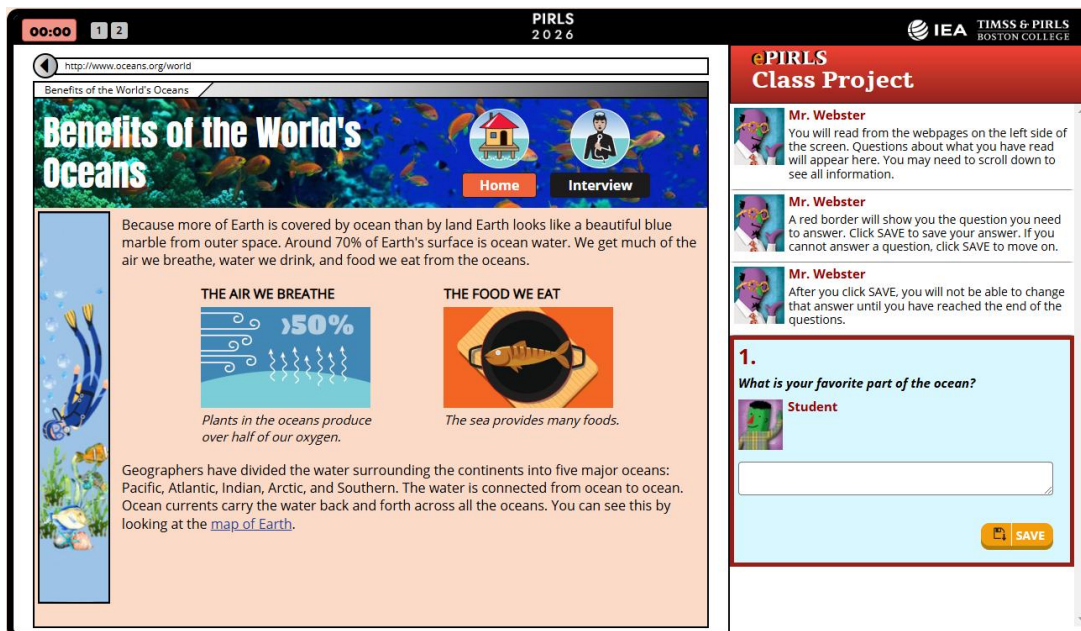 00:00
1 2
PIRLS
2026
IEA
TIMSS & PIRLS
BOSTON COLLEGE
http://www.oceans.org/world
Benefits of the World's Oceans
Benefits of the World's
Oceans
Home
Interview
Because more of Earth is covered by ocean than by land Earth looks like a beautiful blue
marble from outer space. Around 70% of Earth's surface is ocean water. We get much of the
air we breathe, water we drink, and food we eat from the oceans.
THE AIR WE BREATHE
>50%
Plants in the oceans produce
over half of our oxygen.
THE FOOD WE EAT
The sea provides many foods.
Geographers have divided the water surrounding the continents into five major oceans:
Pacific, Atlantic, Indian, Arctic, and Southern. The water is connected from ocean to ocean.
Ocean currents carry the water back and forth across all the oceans. You can see this by
looking at the map of Earth.
ePIRLS
Class Project
Mr. Webster
You will read from the webpages on the left side of
the screen. Questions about what you have read
will appear here. You may need to scroll down to
see all information.
Mr. Webster
A red border will show you the question you need
to answer. Click SAVE to save your answer. If you
cannot answer a question, click SAVE to move on.
Mr. Webster
After you click SAVE, you will not be able to change
that answer until you have reached the end of the
questions.
1.
What is your favorite part of the ocean?
Student
SAVE